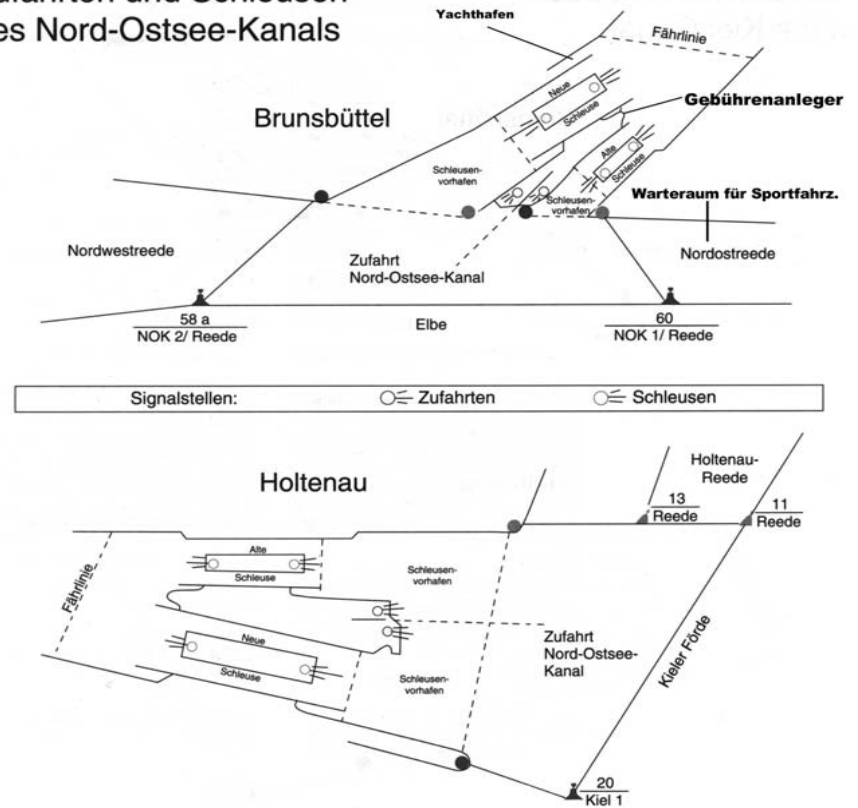 ufahrten und Schleusen
es Nord-Ostsee-Kanals
Yachthafen
Fährlinie
Neue
Schleuse
Gebührenanleger
Brunsbüttel
Alte
Schleuse
Schleusen-
vorhafen
Schleusen-
vorhafen
Warteraum für Sportfahrz.
Nordwestreede
Zufahrt
Nord-Ostsee-Kanal
Nordostreede
58 a
NOK 2/ Reede
Elbe
60
NOK 1/ Reede
Signalstellen:
Zufahrten
Schleusen
Holtenau
Holtenau-
Reede
13
Reede
11
Reede
Fährlinie
Alte
Schleuse
Schleusen-
vorhafen
Neue
Schleuse
Schleusen-
vorhafen
Zufahrt
Nord-Ostsee-
Kanal
Kieler Förde
20
Kiel 1